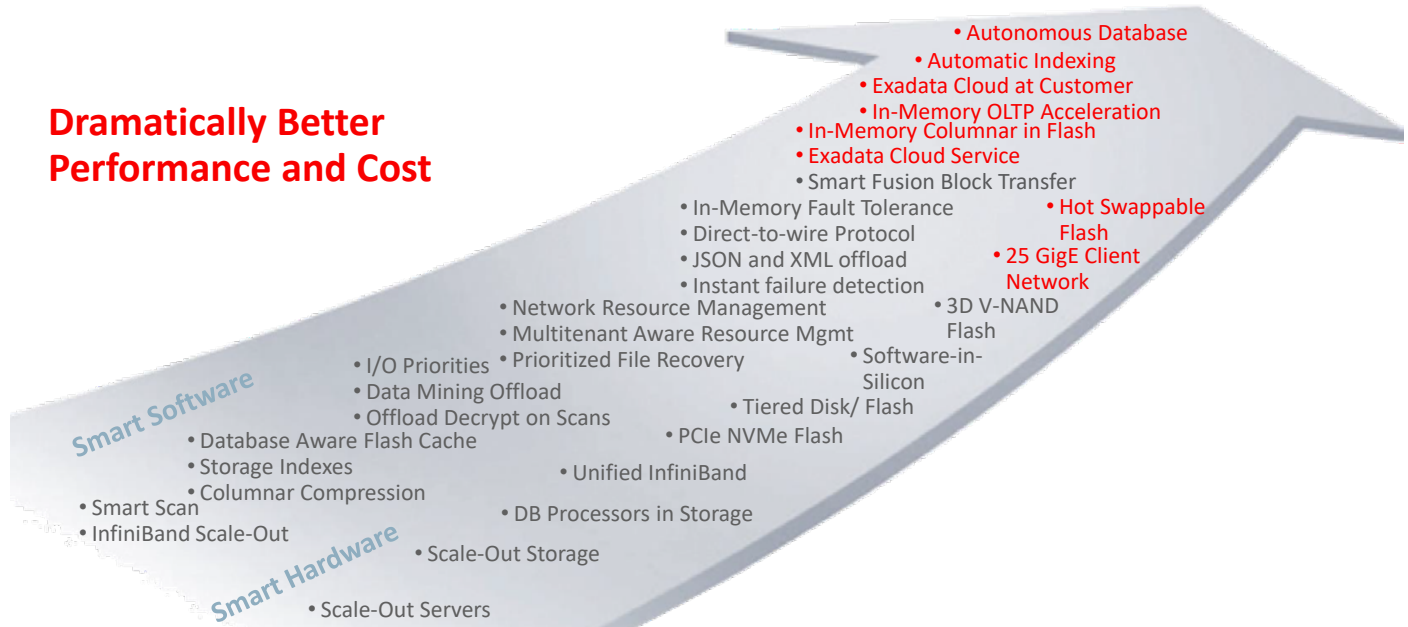 Dramatically Better
Performance and Cost
• Autonomous Database
• Automatic Indexing
• Exadata Cloud at Customer
• In-Memory OLTP Acceleration
• In-Memory Columnar in Flash
• Exadata Cloud Service
• Smart Fusion Block Transfer
• In-Memory Fault Tolerance
• Direct-to-wire Protocol
• JSON and XML offload
• Instant failure detection
• Network Resource Management
• Multitenant Aware Resource Mgmt
• Prioritized File Recovery
• I/O Priorities
• Data Mining Offload
• Offload Decrypt on Scans
Smart Software
• Database Aware Flash Cache
• Storage Indexes
• Columnar Compression
• Smart Scan
• InfiniBand Scale-Out
• Hot Swappable
Flash
• 25 GigE Client
Network
• 3D V-NAND
Flash
• Software-in-
Silicon
• Tiered Disk/ Flash
• PCIe NVMe Flash
• Unified InfiniBand
• DB Processors in Storage
• Scale-Out Storage
Smart Hardware
• Scale-Out Servers